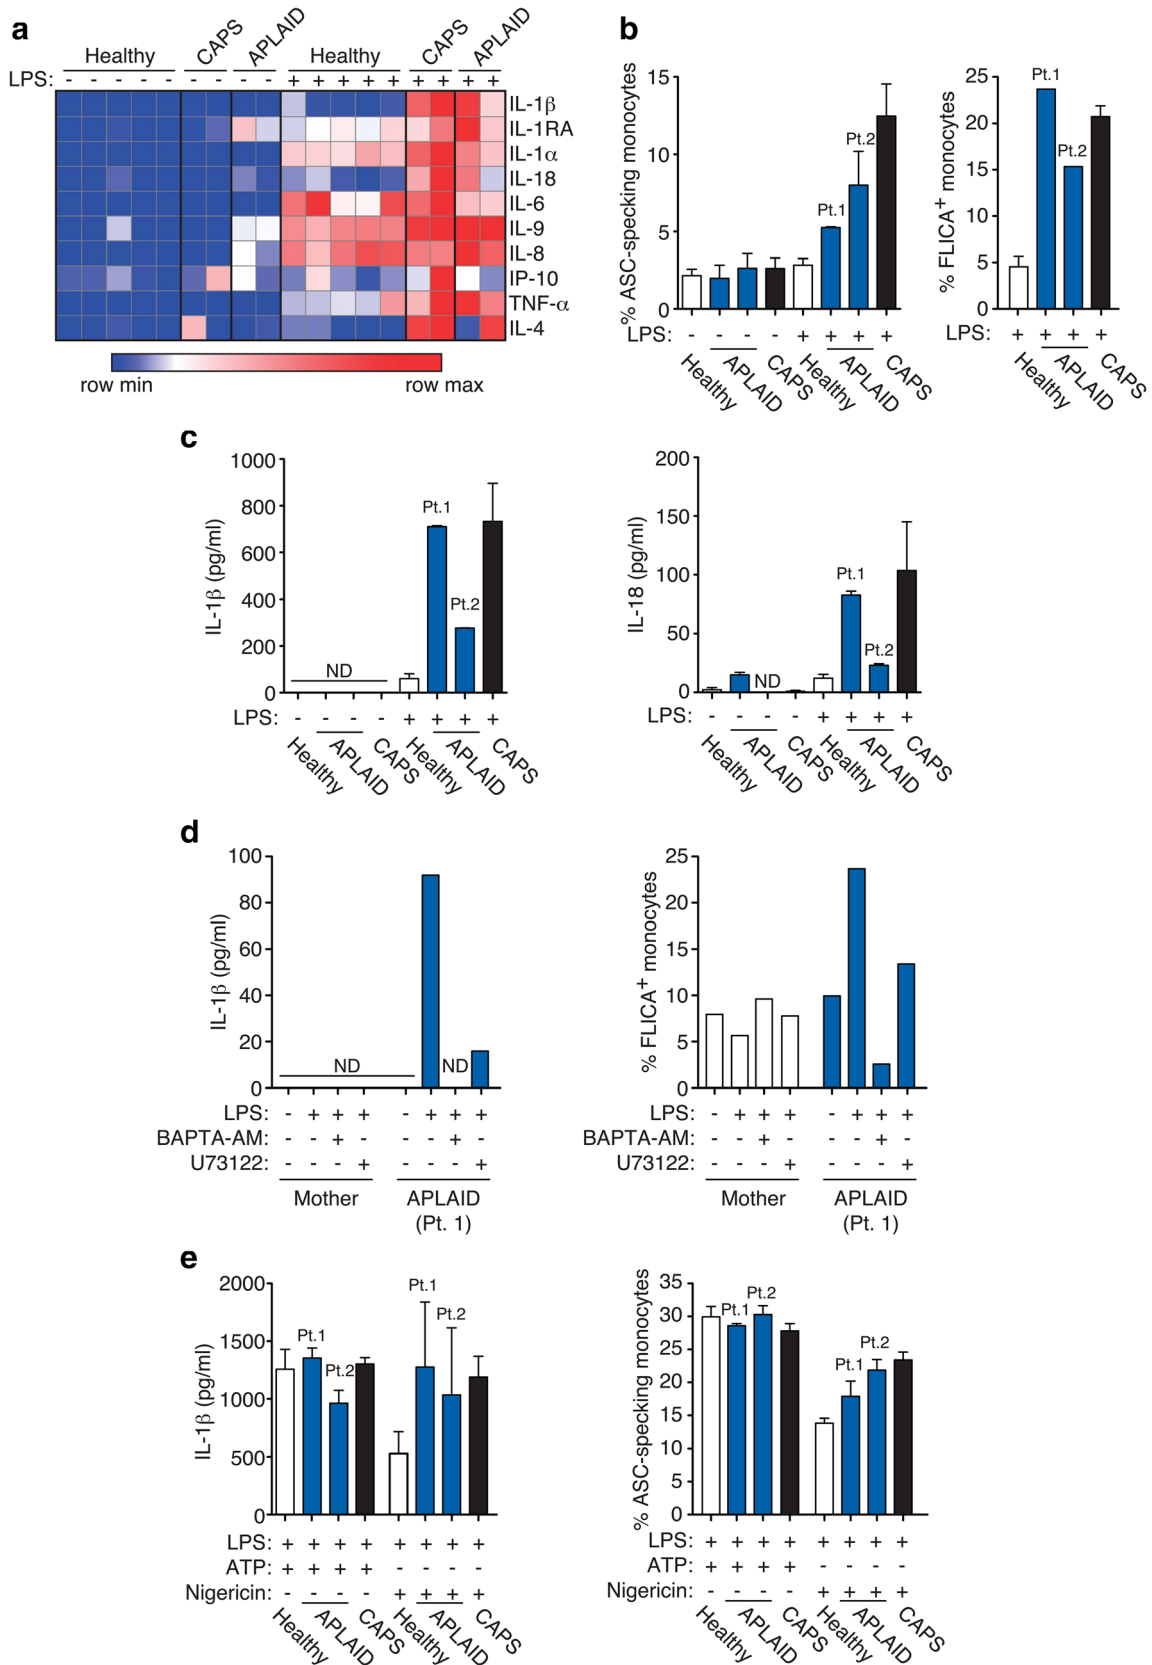 a
Healthy CAPS APLAID Healthy CAPS APLAID
LPS: - - - - - - - - - + + + + + + + + +
IL-1β
IL-1RA
IL-1α
IL-18
IL-6
IL-9
IL-8
IP-10
TNF-α
IL-4
row min row max
b
% ASC-specking monocytes
15
10
5
0
Pt.1
Pt.2
LPS: - - - - + + + +
Healthy APLAID CAPS Healthy APLAID CAPS
% FLICA+ monocytes
25
20
15
10
5
0
Pt.1
Pt.2
LPS: + + + +
Healthy APLAID CAPS
c
IL-1β (pg/ml)
1000
800
600
400
200
0
ND
Pt.1
Pt.2
LPS: - - - - + + + +
Healthy APLAID CAPS Healthy APLAID CAPS
IL-18 (pg/ml)
200
150
100
50
0
ND
Pt.1
Pt.2
LPS: - - - - + + + +
Healthy APLAID CAPS Healthy APLAID CAPS
d
IL-1β (pg/ml)
100
80
60
40
20
0
ND
ND
LPS: - + + + - + + +
BAPTA-AM: - - + - - - + -
U73122: - - - + - - - +
Mother APLAID
(Pt. 1)
% FLICA+ monocytes
25
20
15
10
5
0
LPS: - + + + - + + +
BAPTA-AM: - - + - - - + -
U73122: - - - + - - - +
Mother APLAID
(Pt. 1)
e
IL-1β (pg/ml)
2000
1500
1000
500
0
Pt.1
Pt.2
Pt.1
Pt.2
LPS: + + + + + + + +
ATP: + + + + - - - -
Nigericin: - - - - + + + +
Healthy APLAID CAPS Healthy APLAID CAPS
% ASC-specking monocytes
35
30
25
20
15
10
5
0
Pt.1
Pt.2
Pt.1
Pt.2
LPS: + + + + + + + +
ATP: + + + + - - - -
Nigericin: - - - - + + + +
Healthy APLAID CAPS Healthy APLAID CAPS